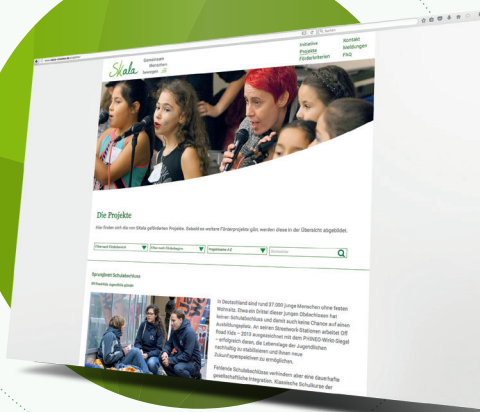 Skala
Gemeinsam
Menschen
bewegen
Initiative
Projekte
Förderkriterien
Kontakt
Meldungen
FAQ
Die Projekte
Hier finden sich die von Skala geförderten Projekte. Sobald es weitere Förderprojekte gibt, werden diese in der Übersicht abgebildet.
Sprungbrett Schulabschluss
In Deutschland sind rund 37.000 junge Menschen ohne festen
Wohnsitz. Etwa ein Drittel dieser jungen Obdachlosen hat
keinen Schulabschluss und damit auch keine Chance auf einen
Ausbildungsplatz. An seinen Streetwork-Stationen arbeitet Off
Road Kids – 2013 ausgezeichnet mit dem PHINEO-Wirkt-Siegel
– erfolgreich daran, die Lebenslage der Jugendlichen
nachhaltig zu stabilisieren und ihnen neue
Zukunftsperspektiven zu ermöglichen.
Fehlende Schulabschlüsse verhindern aber eine dauerhafte
gesellschaftliche Integration. Klassische Schulkurse der